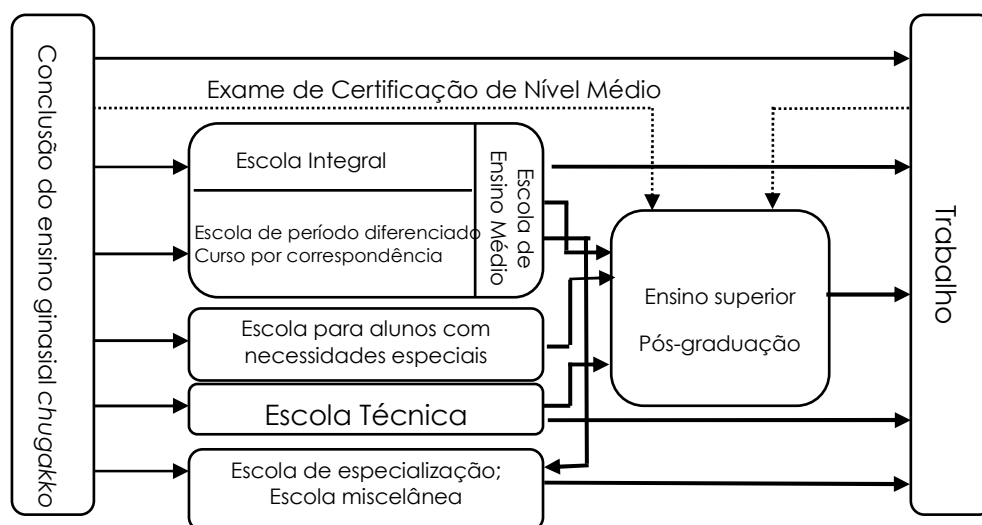 Conclusão do ensino ginasial chugakko
Exame de Certificação de Nível Médio
Escola Integral
Escola de período diferenciado
Curso por correspondência
Escola de
Ensino Médio
Escola para alunos com
necessidades especiais
Escola Técnica
Escola de especialização;
Escola miscelânea
Ensino superior
Pós-graduação
Trabalho